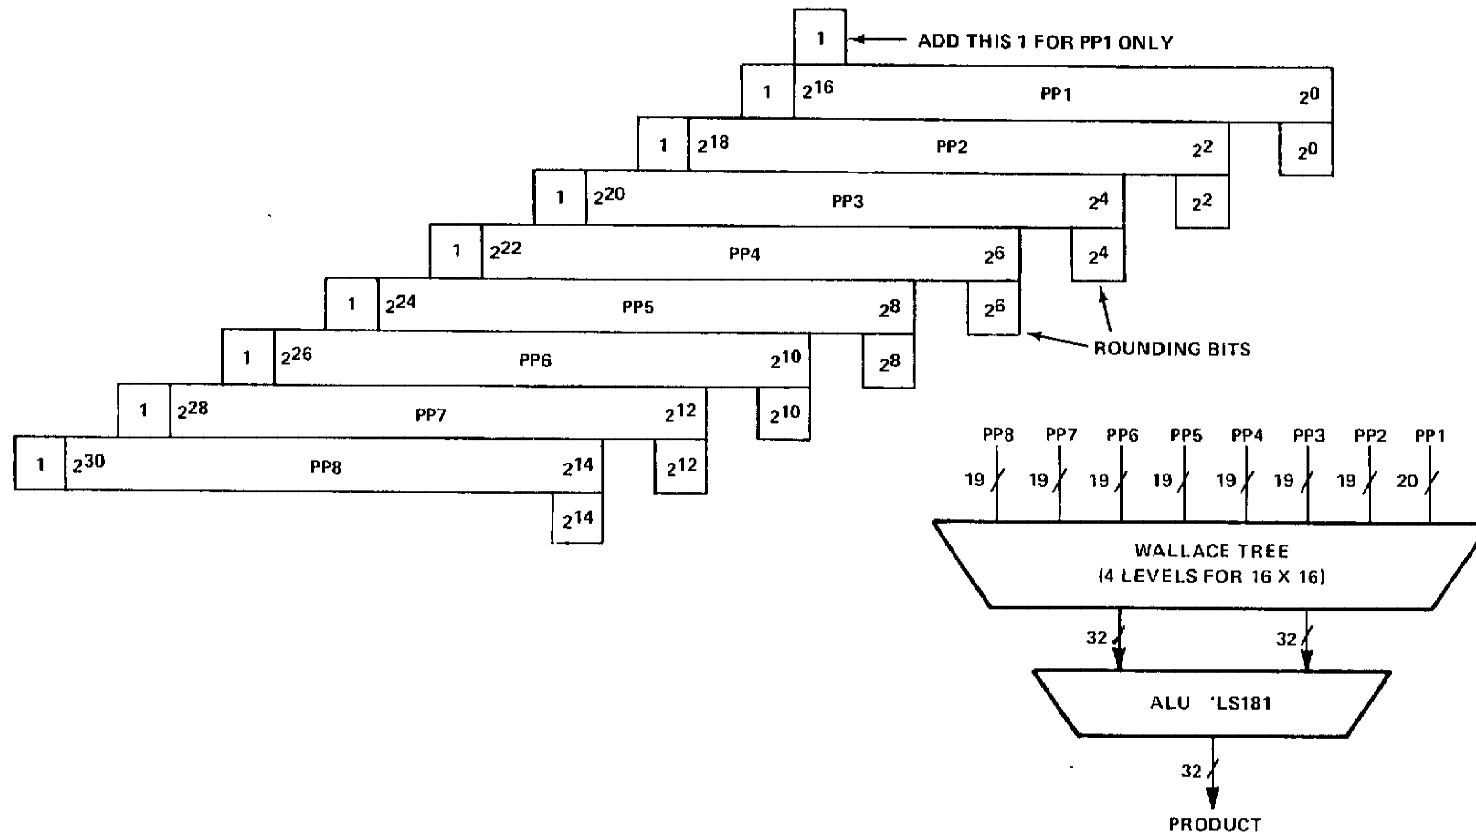 1 ADD THIS 1 FOR PP1 ONLY
1 2^16 PP1 2^0
1 2^18 PP2 2^2 2^0
1 2^20 PP3 2^4 2^2
1 2^22 PP4 2^6 2^4
1 2^24 PP5 2^8 2^6
ROUNDING BITS
1 2^26 PP6 2^10 2^8
1 2^28 PP7 2^12 2^10
1 2^30 PP8 2^14 2^12
2^14
PP8 PP7 PP6 PP5 PP4 PP3 PP2 PP1
19 19 19 19 19 19 19 20
WALLACE TREE
(4 LEVELS FOR 16 X 16)
32 32
ALU 'LS181
32
PRODUCT